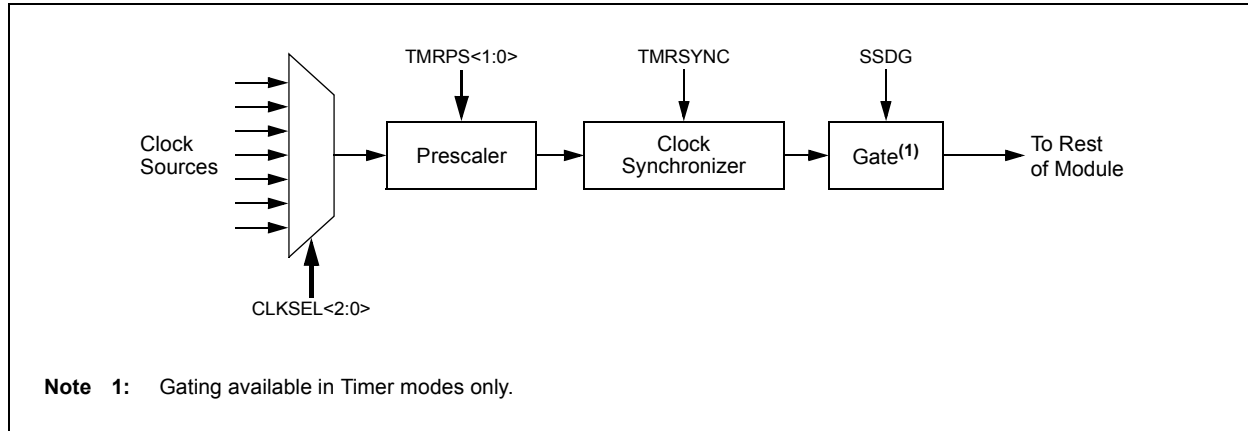 TMRPS<1:0>
TMRSYNC
SSDG
Clock
Sources
Prescaler
Clock
Synchronizer
Gate(1)
To Rest
of Module
CLKSEL<2:0>
Note 1: Gating available in Timer modes only.